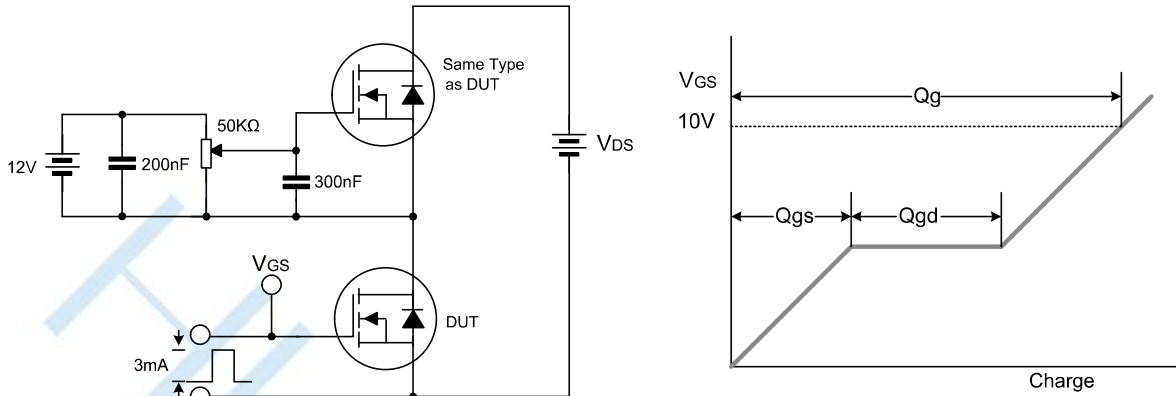 Same Type
as DUT
50KΩ
12V
200nF
300nF
VDS
VGS
DUT
3mA
VGS
10V
Qg
Qgs
Qgd
Charge